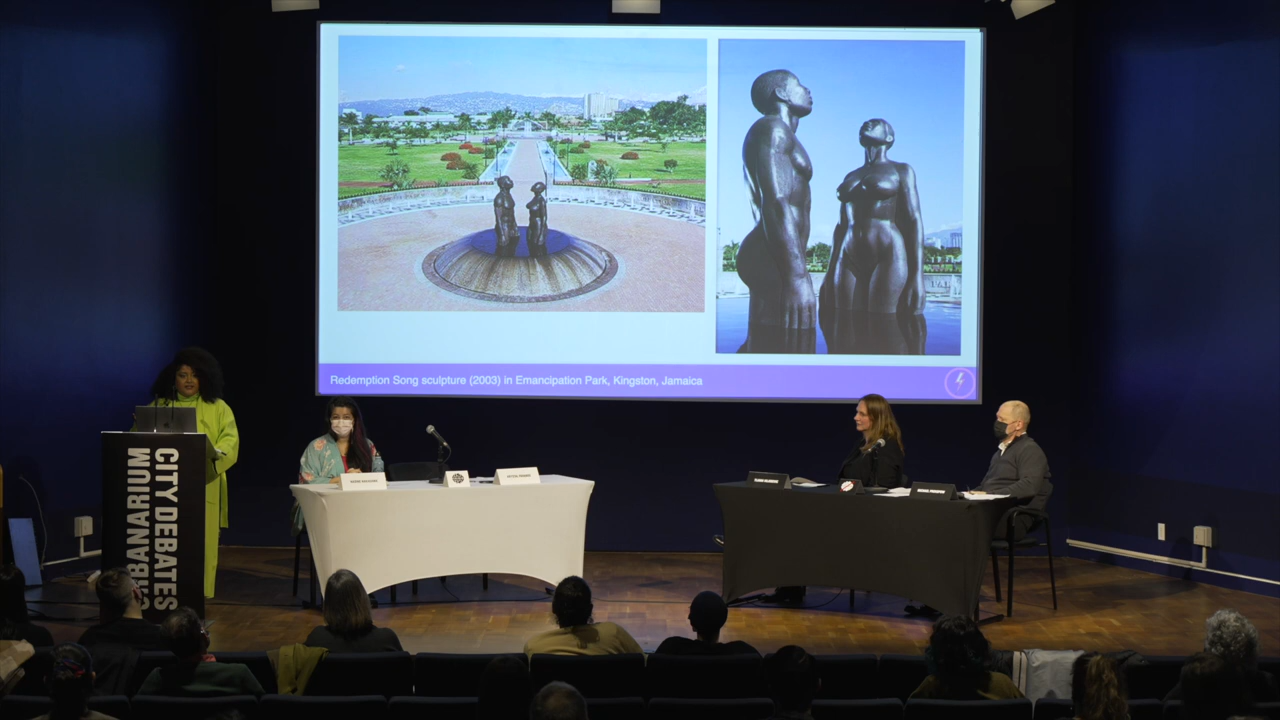 Redemption Song sculpture (2003) in Emancipation Park, Kingston, Jamaica
CITY DEBATES
URBANARIUM